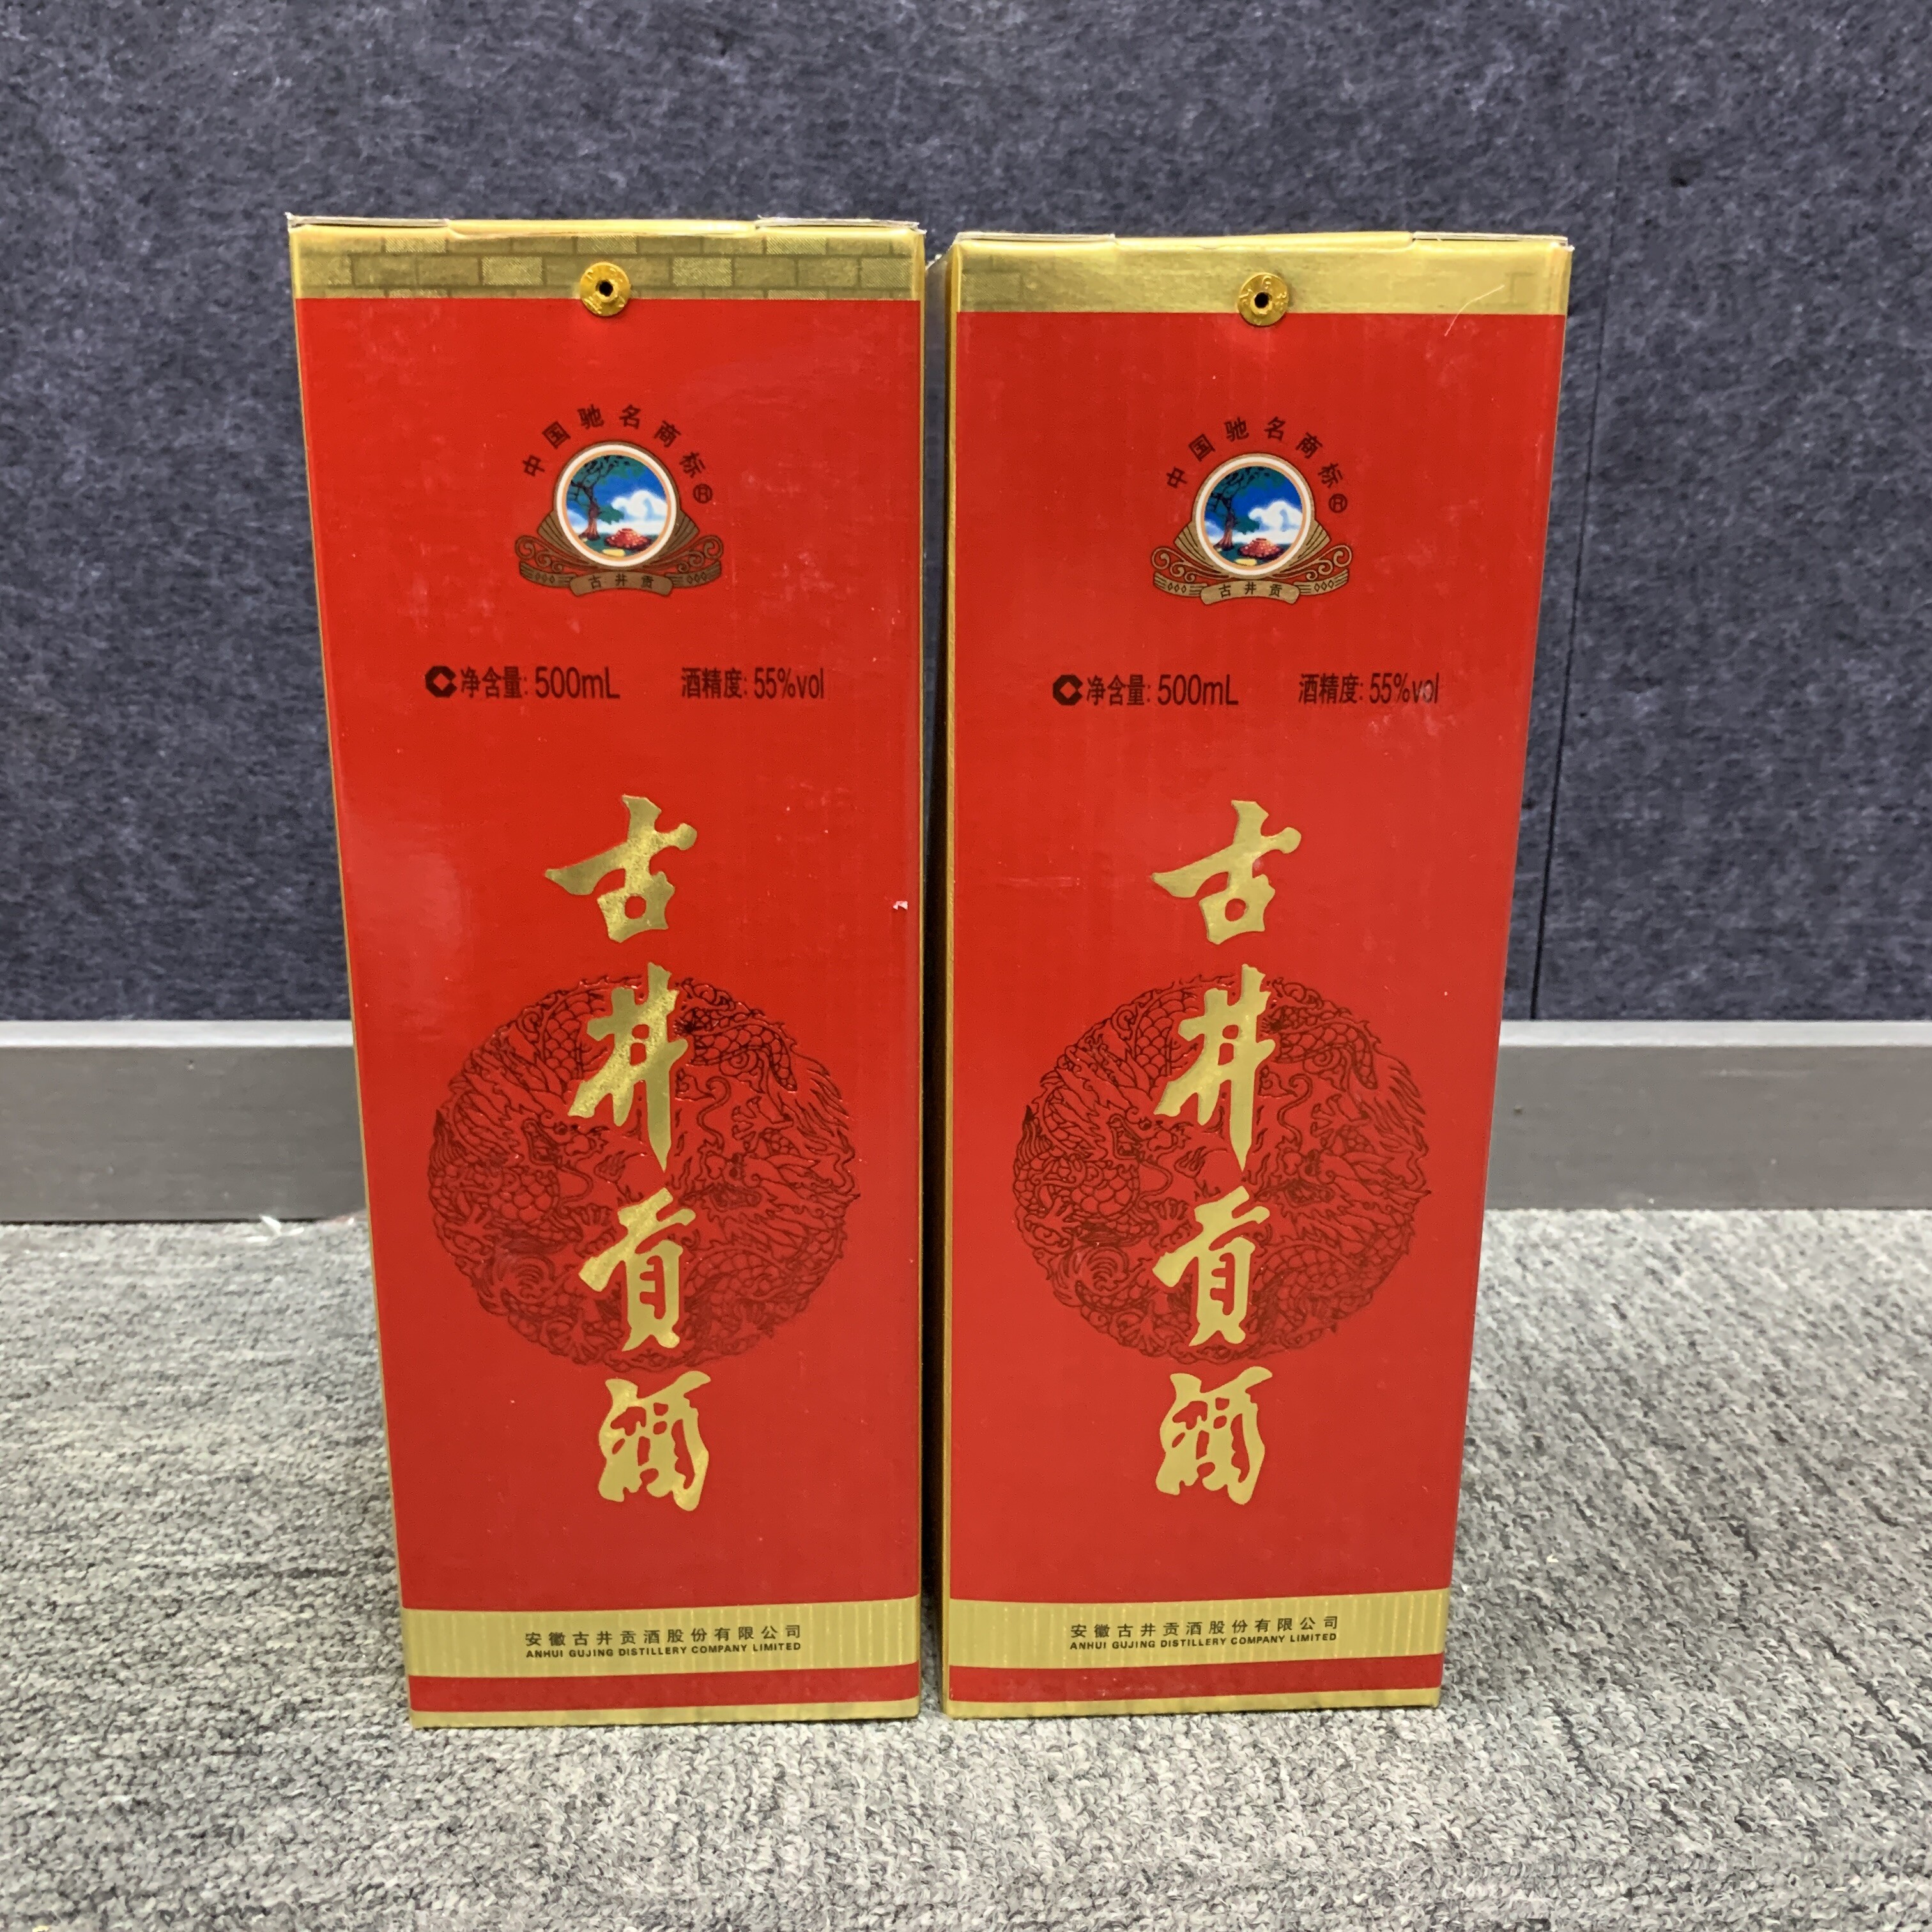 中国驰名商标®
古井贡
净含量: 500mL 酒精度: 55%vol
古井贡酒
安徽古井贡酒股份有限公司
ANHUI GUJING DISTILLERY COMPANY LIMITED
中国驰名商标®
古井贡
净含量: 500mL 酒精度: 55%vol
古井贡酒
安徽古井贡酒股份有限公司
ANHUI GUJING DISTILLERY COMPANY LIMITED